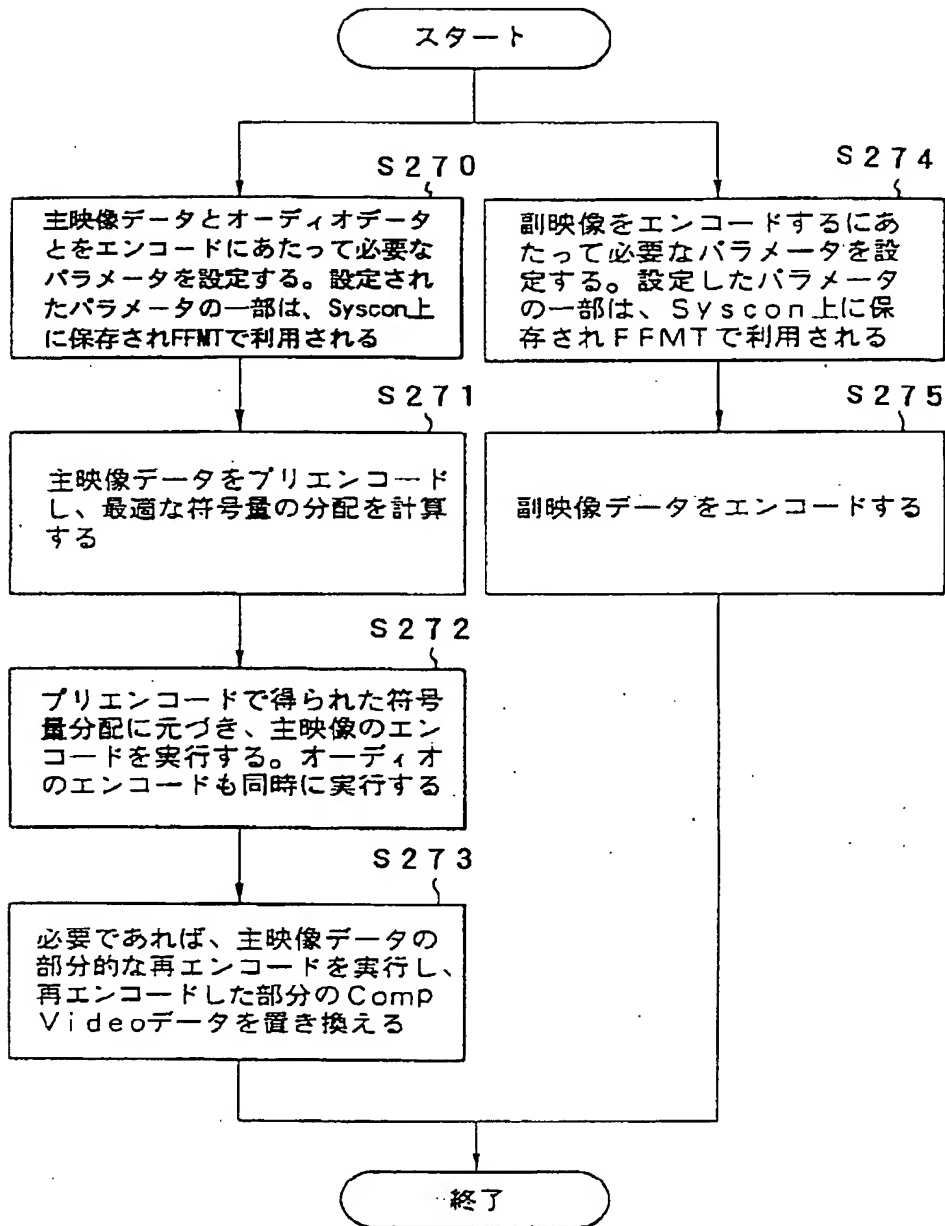 スタート
S270
主映像データとオーディオデータ
とをエンコードにあたって必要な
パラメータを設定する。設定され
たパラメータの一部は、Syscon上
に保存されFFMTで利用される
S271
主映像データをプリエンコード
し、最適な符号量の分配を計算
する
S272
プリエンコードで得られた符号
量分配に元づき、主映像のエン
コードを実行する。オーディオ
のエンコードも同時に実行する
S273
必要であれば、主映像データの
部分的な再エンコードを実行し、
再エンコードした部分のComp
Videoデータを置き換える
S274
副映像をエンコードするにあ
たって必要なパラメータを設
定する。設定したパラメータ
の一部は、Syscon上に保
存されFFMTで利用される
S275
副映像データをエンコードする
終了